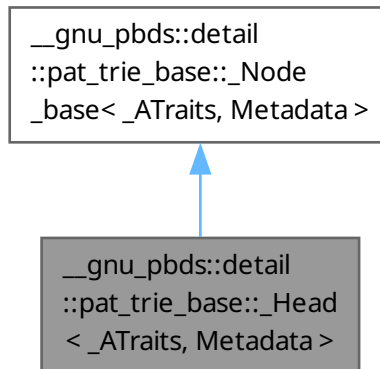 __gnu_pbds::detail
::pat_trie_base::_Node
_base< _ATraits, Metadata >
__gnu_pbds::detail
::pat_trie_base::_Head
< _ATraits, Metadata >